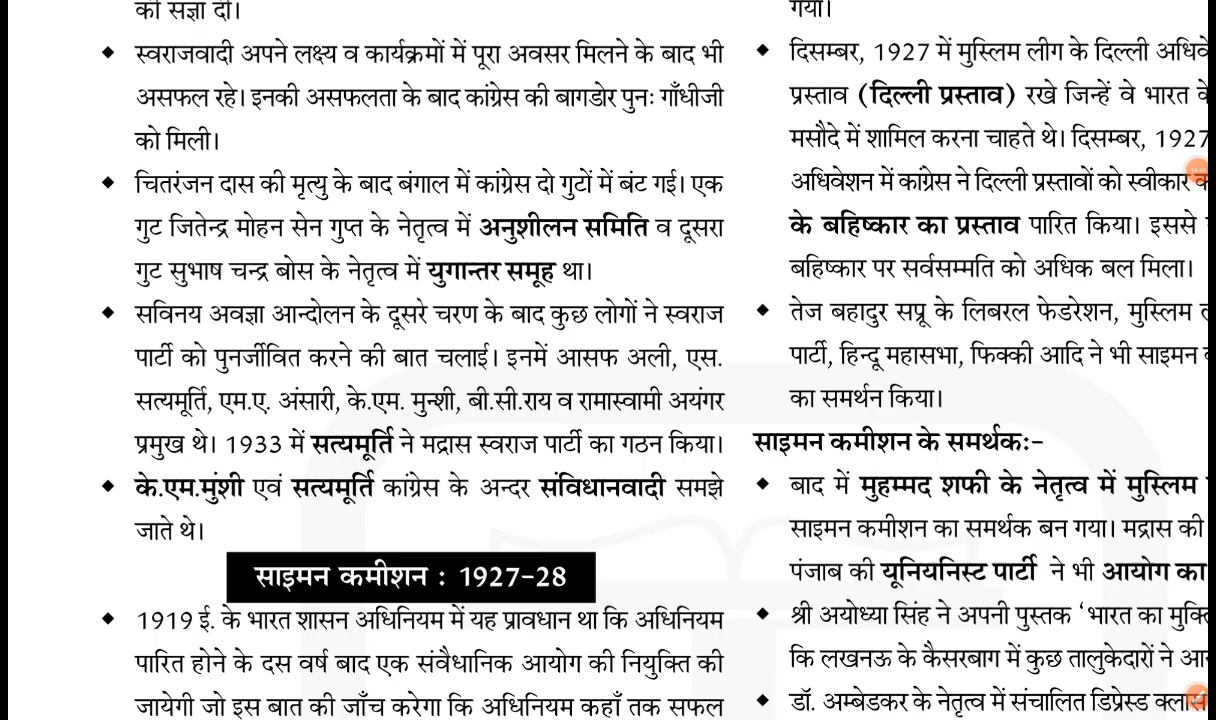 की संज्ञा दी।
◆ स्वराजवादी अपने लक्ष्य व कार्यक्रमों में पूरा अवसर मिलने के बाद भी
असफल रहे। इनकी असफलता के बाद कांग्रेस की बागडोर पुनः गाँधीजी
को मिली।
◆ चितरंजन दास की मृत्यु के बाद बंगाल में कांग्रेस दो गुटों में बंट गई। एक
गुट जितेन्द्र मोहन सेन गुप्त के नेतृत्व में अनुशीलन समिति व दूसरा
गुट सुभाष चन्द्र बोस के नेतृत्व में युगान्तर समूह था।
◆ सविनय अवज्ञा आन्दोलन के दूसरे चरण के बाद कुछ लोगों ने स्वराज
पार्टी को पुनर्जीवित करने की बात चलाई। इनमें आसफ अली, एस.
सत्यमूर्ति, एम.ए. अंसारी, के.एम. मुन्शी, बी.सी.राय व रामास्वामी अयंगर
प्रमुख थे। 1933 में सत्यमूर्ति ने मद्रास स्वराज पार्टी का गठन किया।
◆ के.एम.मुंशी एवं सत्यमूर्ति कांग्रेस के अन्दर संविधानवादी समझे
जाते थे।
साइमन कमीशन : 1927-28
◆ 1919 ई. के भारत शासन अधिनियम में यह प्रावधान था कि अधिनियम
पारित होने के दस वर्ष बाद एक संवैधानिक आयोग की नियुक्ति की
जायेगी जो इस बात की जाँच करेगा कि अधिनियम कहाँ तक सफल
गया।
◆ दिसम्बर, 1927 में मुस्लिम लीग के दिल्ली
प्रस्ताव (दिल्ली प्रस्ताव) रखे जिन्हें वे भारत
मसौदे में शामिल करना चाहते थे। दिसम्बर, 1927
अधिवेशन में कांग्रेस ने दिल्ली प्रस्तावों को स्वीकार
के बहिष्कार का प्रस्ताव पारित किया। इससे
बहिष्कार पर सर्वसम्मति को अधिक बल मिला।
◆ तेज बहादुर सप्रू के लिबरल फेडरेशन, मुस्लिम
पार्टी, हिन्दू महासभा, फिक्की आदि ने भी साइमन
का समर्थन किया।
साइमन कमीशन के समर्थकः-
◆ बाद में मुहम्मद शफी के नेतृत्व में मुस्लिम
साइमन कमीशन का समर्थक बन गया। मद्रास की
पंजाब की यूनियनिस्ट पार्टी ने भी आयोग का
◆ श्री अयोध्या सिंह ने अपनी पुस्तक ‘भारत का
कि लखनऊ के कैसरबाग में कुछ तालुकेदारों ने
◆ डॉ. अम्बेडकर के नेतृत्व में संचालित डिप्रेस्ड